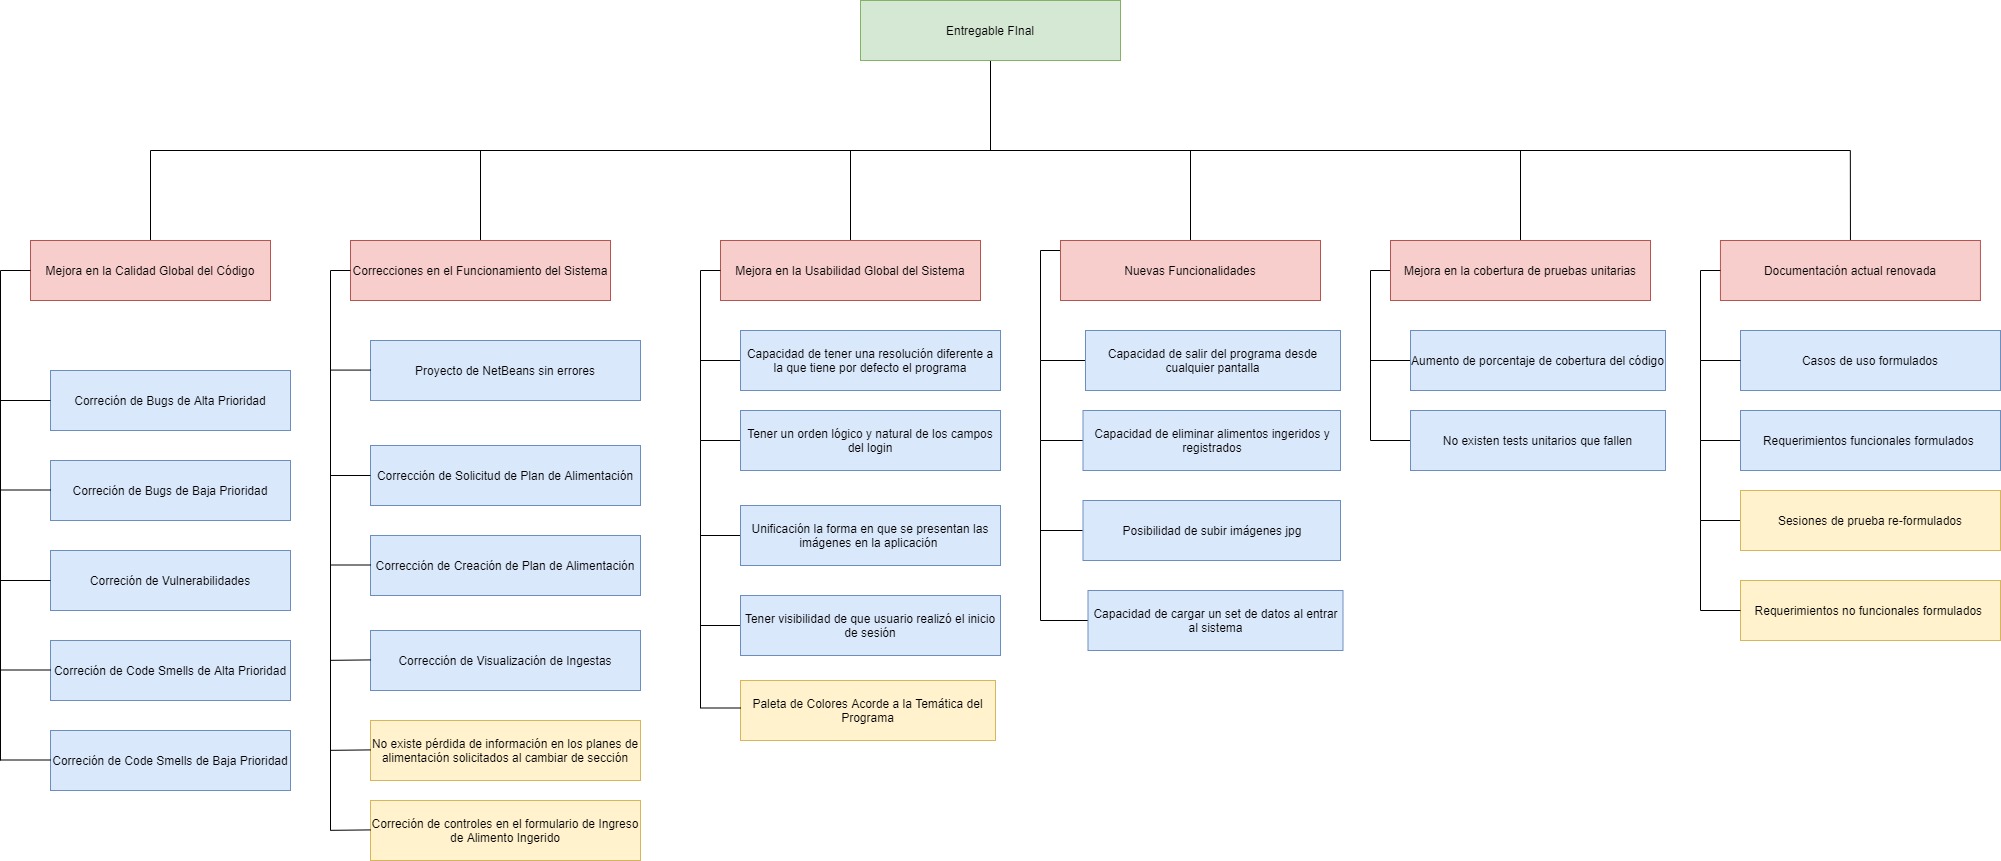 Entregable FInal
Mejora en la Calidad Global del Código
Correción de Bugs de Alta Prioridad
Correción de Bugs de Baja Prioridad
Correción de Vulnerabilidades
Correción de Code Smells de Alta Prioridad
Correción de Code Smells de Baja Prioridad
Correcciones en el Funcionamiento del Sistema
Proyecto de NetBeans sin errores
Corrección de Solicitud de Plan de Alimentación
Corrección de Creación de Plan de Alimentación
Corrección de Visualización de Ingestas
No existe pérdida de información en los planes de
alimentación solicitados al cambiar de sección
Correción de controles en el formulario de Ingreso
de Alimento Ingerido
Mejora en la Usabilidad Global del Sistema
Capacidad de tener una resolución diferente a
la que tiene por defecto el programa
Tener un orden lógico y natural de los campos
del login
Unificación la forma en que se presentan las
imágenes en la aplicación
Tener visibilidad de que usuario realizó el inicio
de sesión
Paleta de Colores Acorde a la Temática del
Programa
Nuevas Funcionalidades
Capacidad de salir del programa desde
cualquier pantalla
Capacidad de eliminar alimentos ingeridos y
registrados
Posibilidad de subir imágenes jpg
Capacidad de cargar un set de datos al entrar
al sistema
Mejora en la cobertura de pruebas unitarias
Aumento de porcentaje de cobertura del código
No existen tests unitarios que fallen
Documentación actual renovada
Casos de uso formulados
Requerimientos funcionales formulados
Sesiones de prueba re-formulados
Requerimientos no funcionales formulados